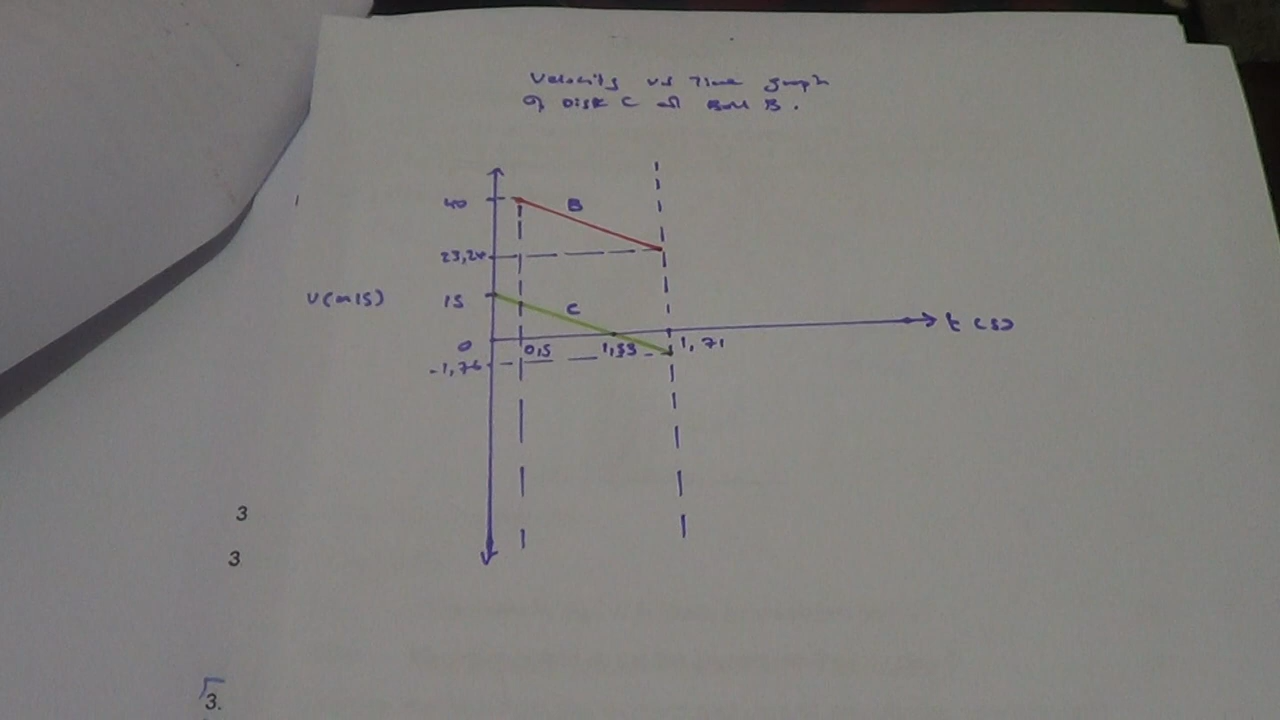 Velocity vs Time graph
of Disk C and Ball B.
40
B
23,24
V(m/s)
15
C
t (s)
0
0,5
1,53
1,71
-1,76
3
3
3.